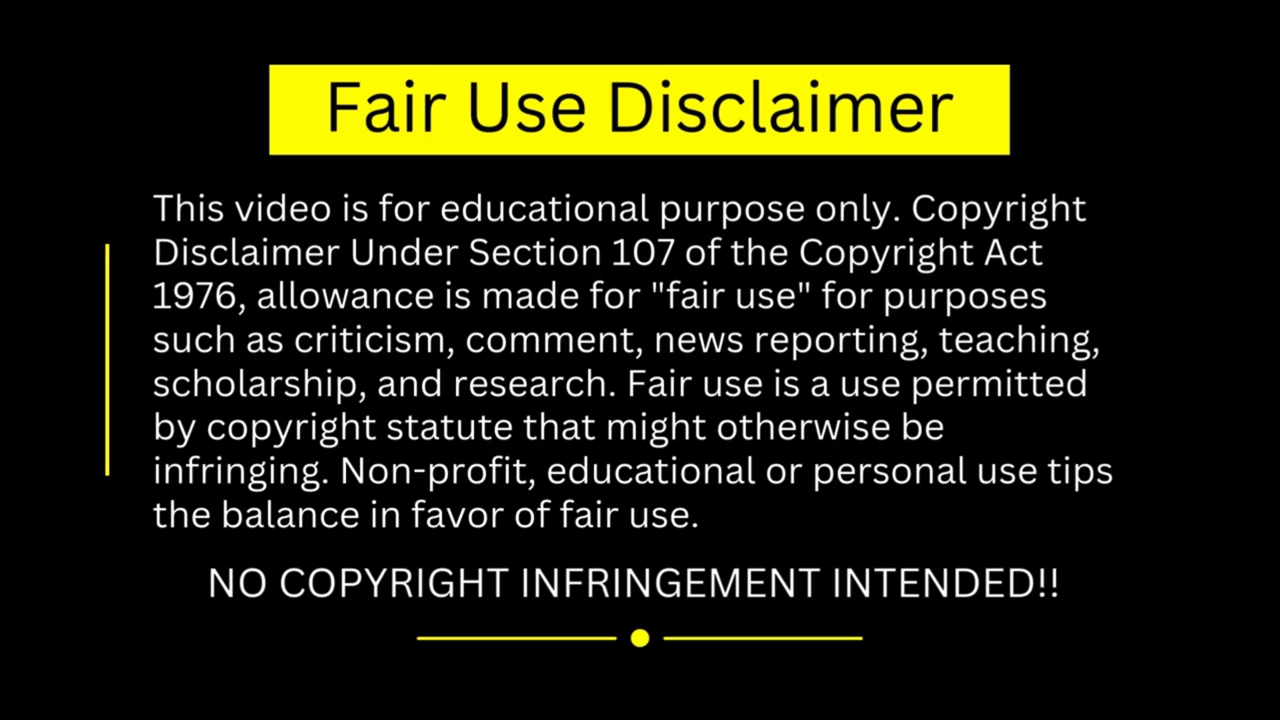 Fair Use Disclaimer
This video is for educational purpose only. Copyright
Disclaimer Under Section 107 of the Copyright Act
1976, allowance is made for "fair use" for purposes
such as criticism, comment, news reporting, teaching,
scholarship, and research. Fair use is a use permitted
by copyright statute that might otherwise be
infringing. Non-profit, educational or personal use tips
the balance in favor of fair use.
NO COPYRIGHT INFRINGEMENT INTENDED!!